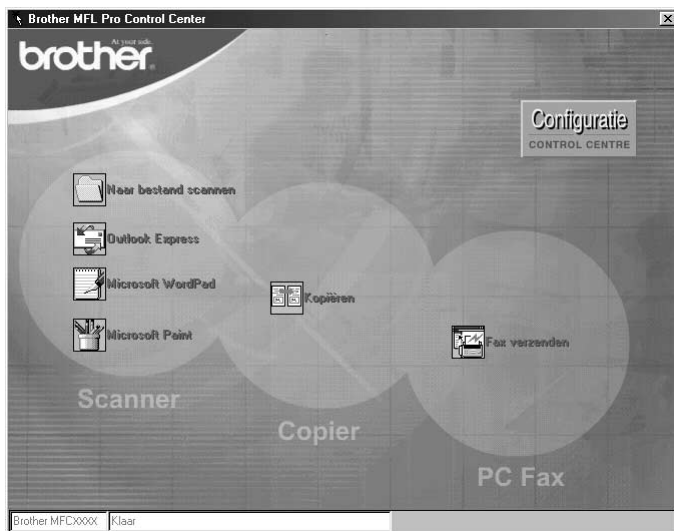 Brother MFL Pro Control Center
At your side.
brother
Configuratie
CONTROL CENTRE
Naar bestand scannen
Outlook Express
Microsoft WordPad
Microsoft Paint
Scanner
Kopiëren
Copier
Fax verzenden
PC Fax
Brother MFCXXXX
Klaar